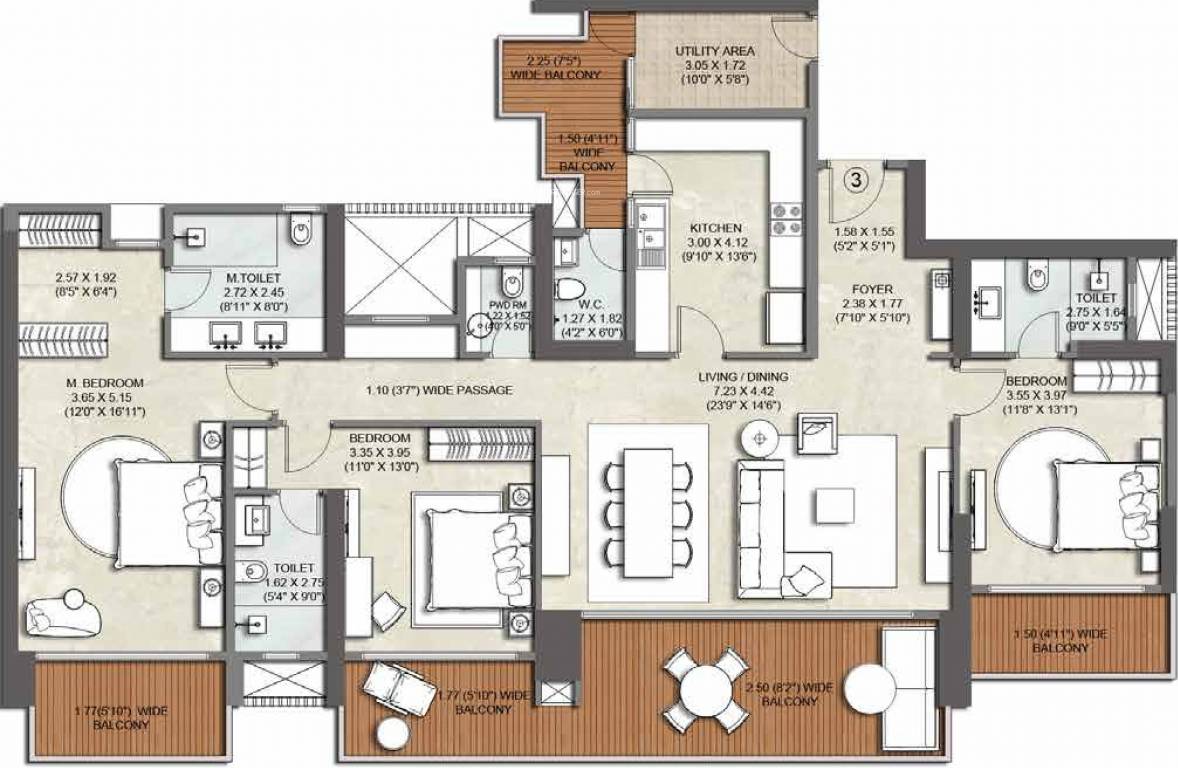 2.25 (7'5")
WIDE BALCONY
UTILITY AREA
3.05 X 1.72
(10'0" X 5'8")
1.50 (4'11")
WIDE
BALCONY
3
KITCHEN
3.00 X 4.12
(9'10" X 13'6")
1.58 X 1.55
(5'2" X 5'1")
2.57 X 1.92
(8'5" X 6'4")
M.TOILET
2.72 X 2.45
(8'11" X 8'0")
PWD RM
1.22 X 1.52
(4'0" X 5'0")
W.C.
1.27 X 1.82
(4'2" X 6'0")
FOYER
2.38 X 1.77
(7'10" X 5'10")
TOILET
2.75 X 1.64
(9'0" X 5'5")
M. BEDROOM
3.65 X 5.15
(12'0" X 16'11")
1.10 (3'7") WIDE PASSAGE
LIVING / DINING
7.23 X 4.42
(23'9" X 14'6")
BEDROOM
3.55 X 3.97
(11'8" X 13'1")
BEDROOM
3.35 X 3.95
(11'0" X 13'0")
TOILET
1.62 X 2.75
(5'4" X 9'0")
1.77(5'10") WIDE
BALCONY
1.77 (5'10") WIDE
BALCONY
2.50 (8'2") WIDE
BALCONY
1.50 (4'11") WIDE
BALCONY